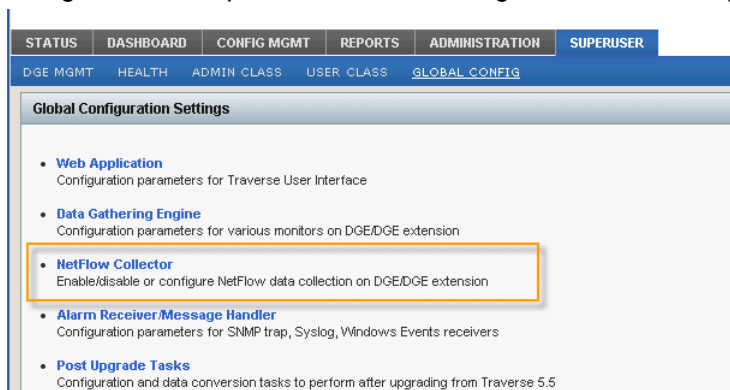 STATUS DASHBOARD CONFIG MGMT REPORTS ADMINISTRATION SUPERUSER
DGE MGMT HEALTH ADMIN CLASS USER CLASS GLOBAL CONFIG
Global Configuration Settings
• Web Application
Configuration parameters for Traverse User Interface
• Data Gathering Engine
Configuration parameters for various monitors on DGE/DGE extension
• NetFlow Collector
Enable/disable or configure NetFlow data collection on DGE/DGE extension
• Alarm Receiver/Message Handler
Configuration parameters for SNMP trap, Syslog, Windows Events receivers
• Post Upgrade Tasks
Configuration and data conversion tasks to perform after upgrading from Traverse 5.5